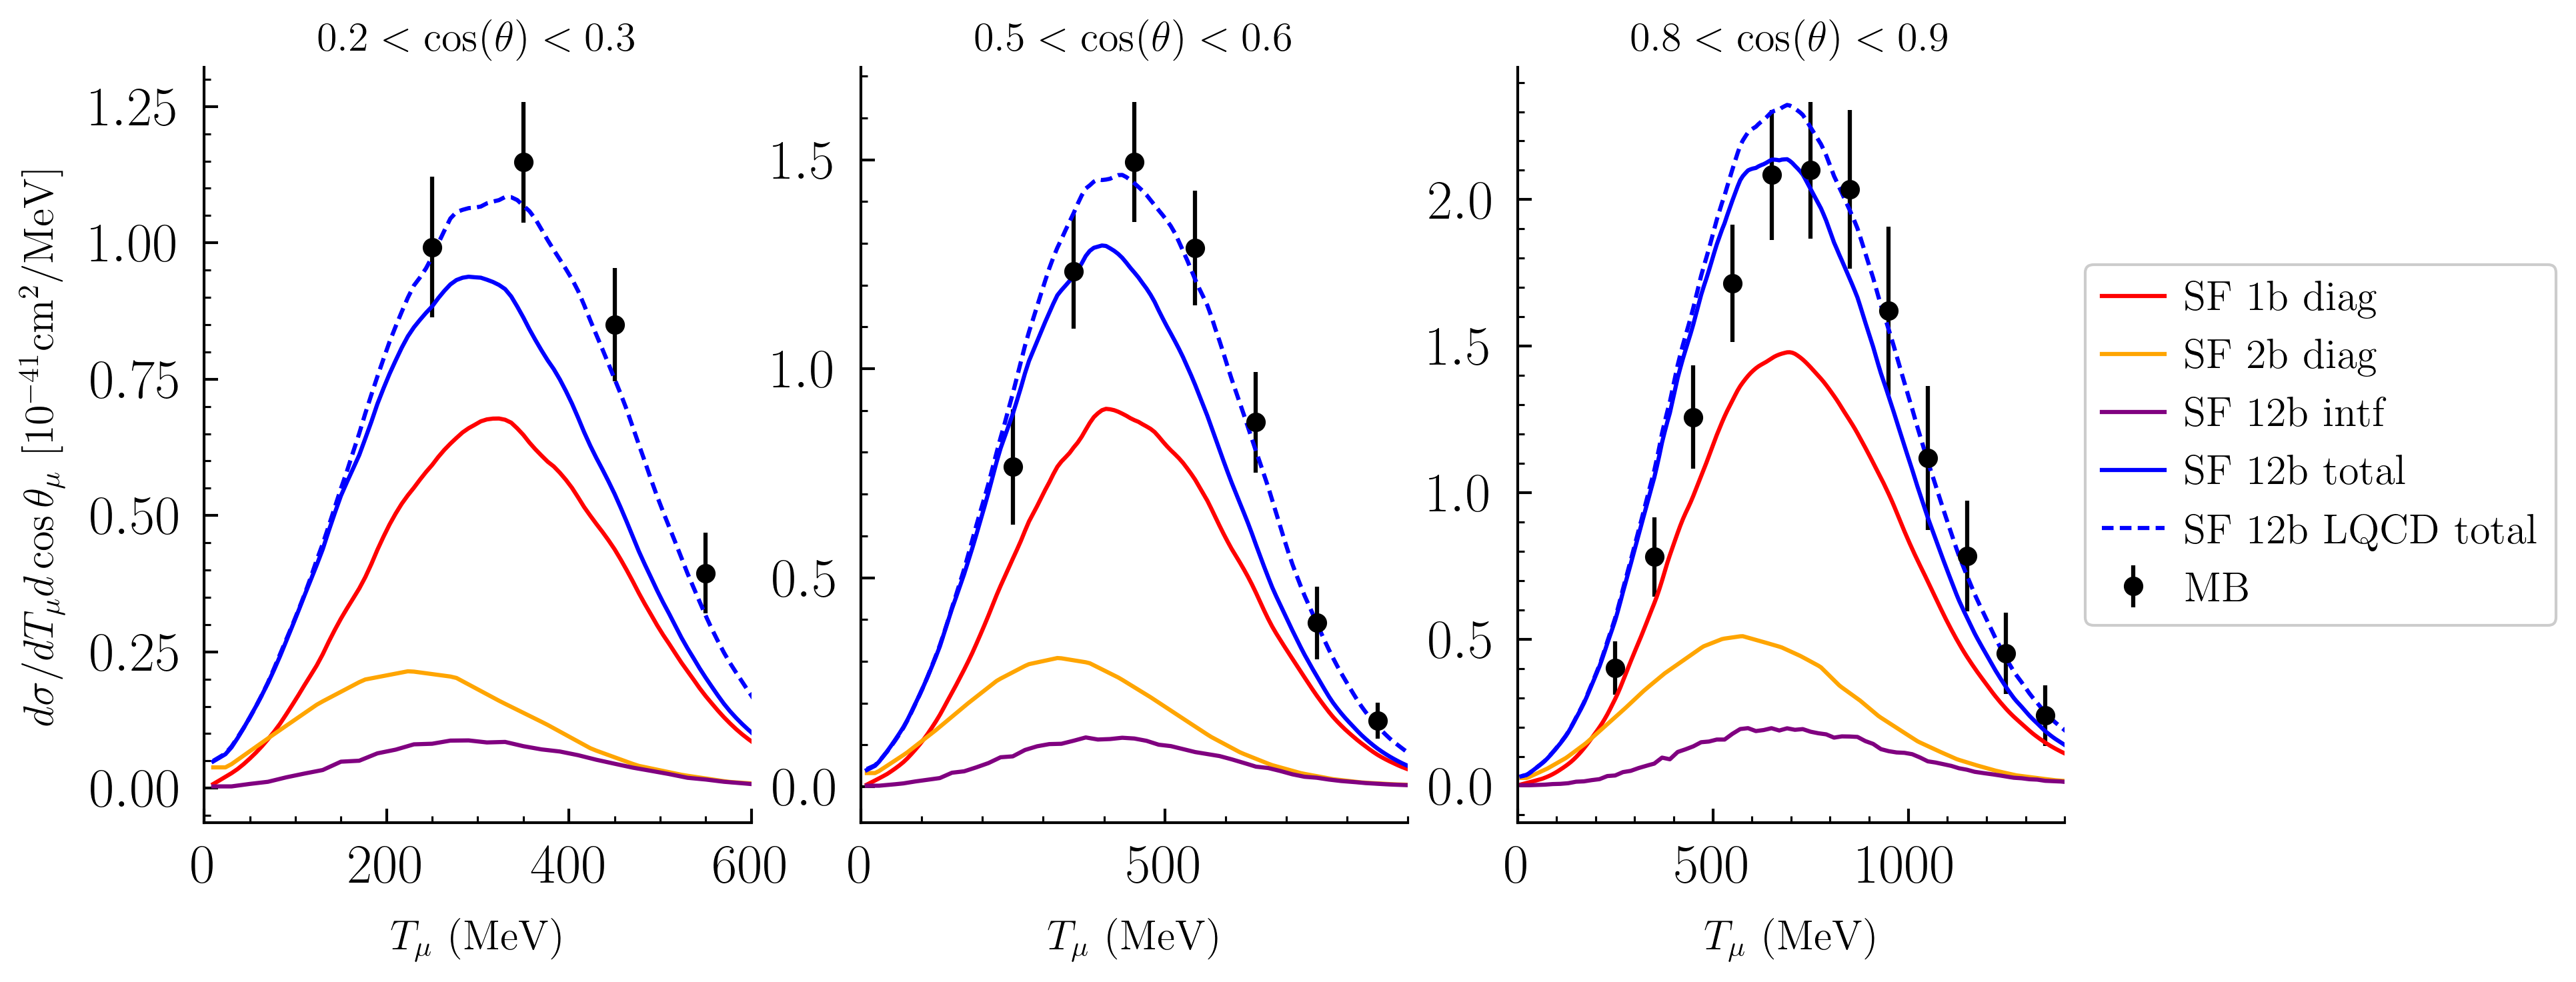 0.2 < cos(θ) < 0.3
0.5 < cos(θ) < 0.6
0.8 < cos(θ) < 0.9
dσ/dT_μ d cos θ_μ [10^−41 cm^2/MeV]
1.25
1.00
0.75
0.50
0.25
0.00
0
200
400
600
T_μ (MeV)
1.5
1.0
0.5
0.0
0
500
T_μ (MeV)
2.0
1.5
1.0
0.5
0.0
0
500
1000
T_μ (MeV)
SF 1b diag
SF 2b diag
SF 12b intf
SF 12b total
SF 12b LQCD total
MB